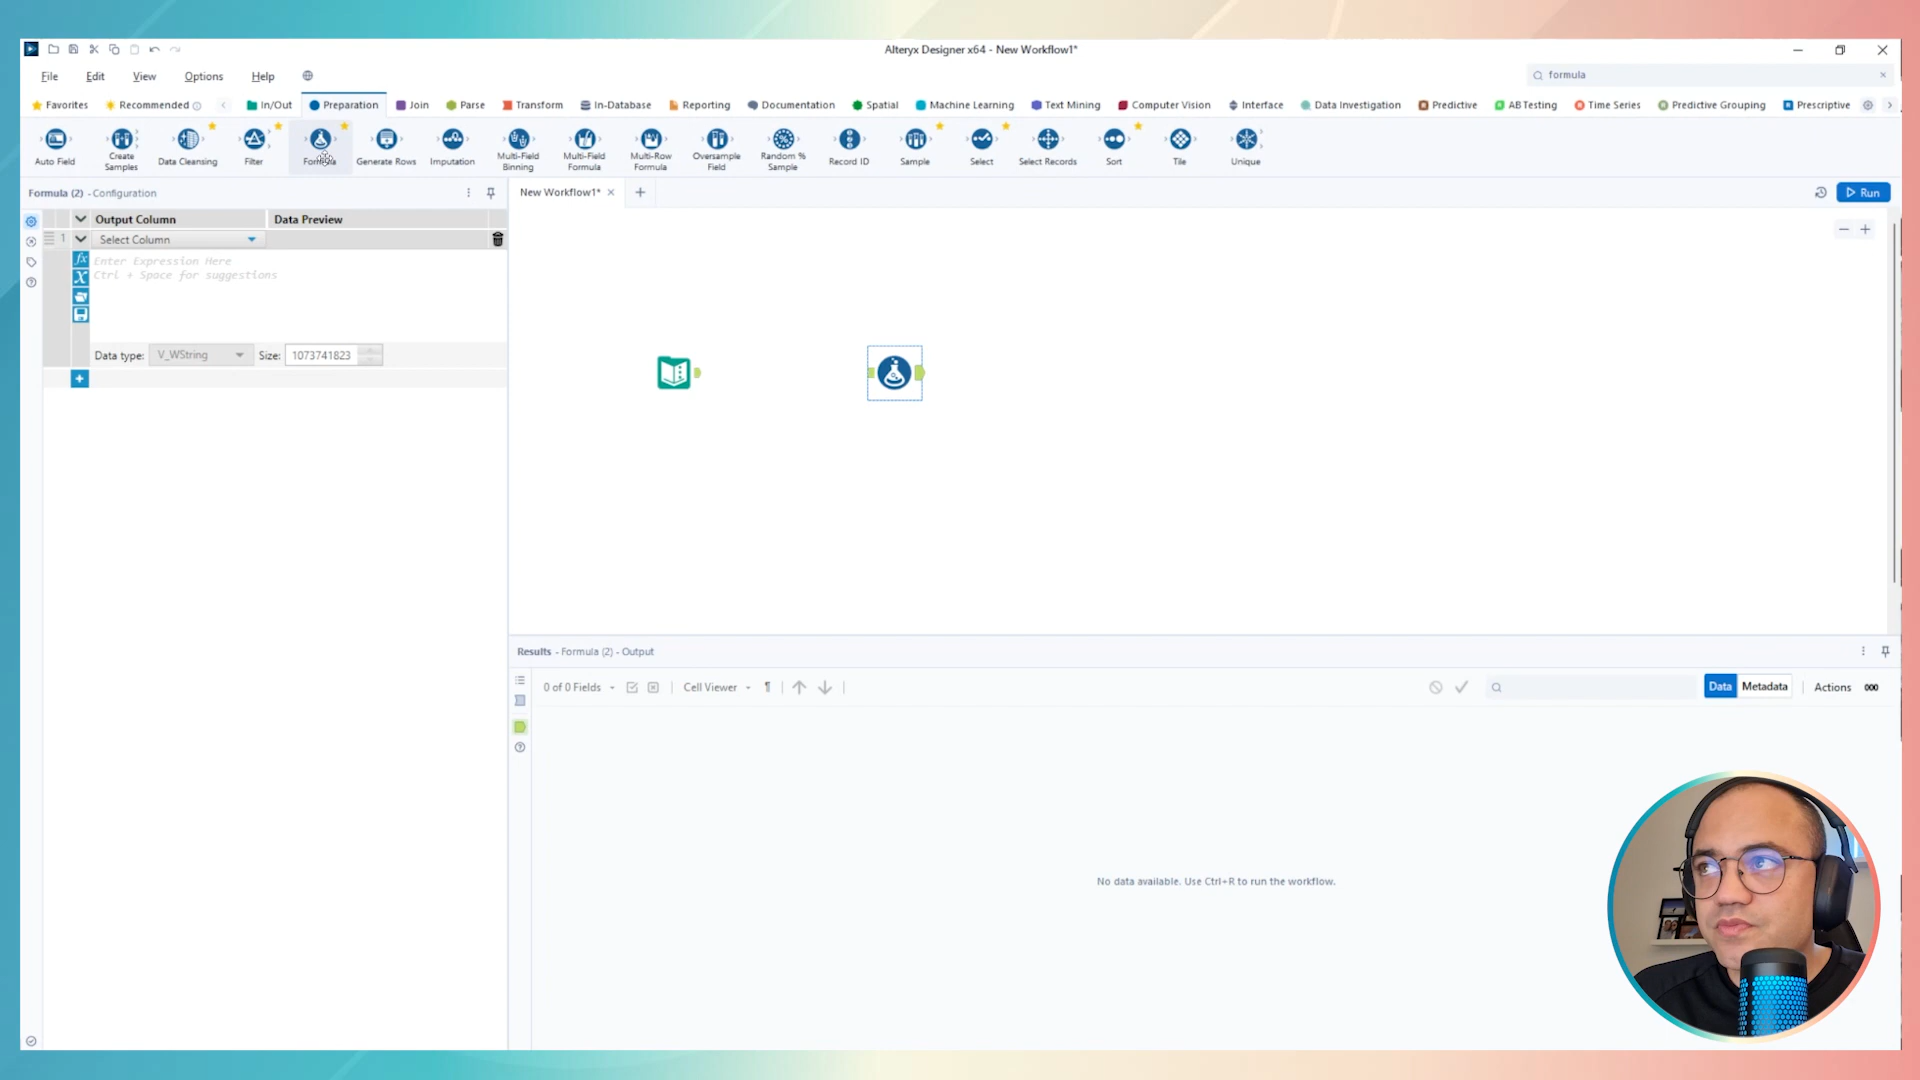 Alteryx Designer x64 - New Workflow1*
File Edit View Options Help
formula
Favorites Recommended In/Out Preparation Join Parse Transform In-Database Reporting Documentation Spatial Machine Learning Text Mining Computer Vision Interface Data Investigation Predictive AB Testing Time Series Predictive Grouping Prescriptive
Auto Field
Create Samples
Data Cleansing
Filter
Formula
Generate Rows
Imputation
Multi-Field Binning
Multi-Field Formula
Multi-Row Formula
Oversample Field
Random % Sample
Record ID
Sample
Select
Select Records
Sort
Tile
Unique
Formula (2) - Configuration
New Workflow1*
Run
Output Column Data Preview
1 Select Column
Enter Expression Here
Ctrl + Space for suggestions
Data type: V_WString Size: 1073741823
Results - Formula (2) - Output
0 of 0 Fields Cell Viewer Data Metadata Actions 000
No data available. Use Ctrl+R to run the workflow.